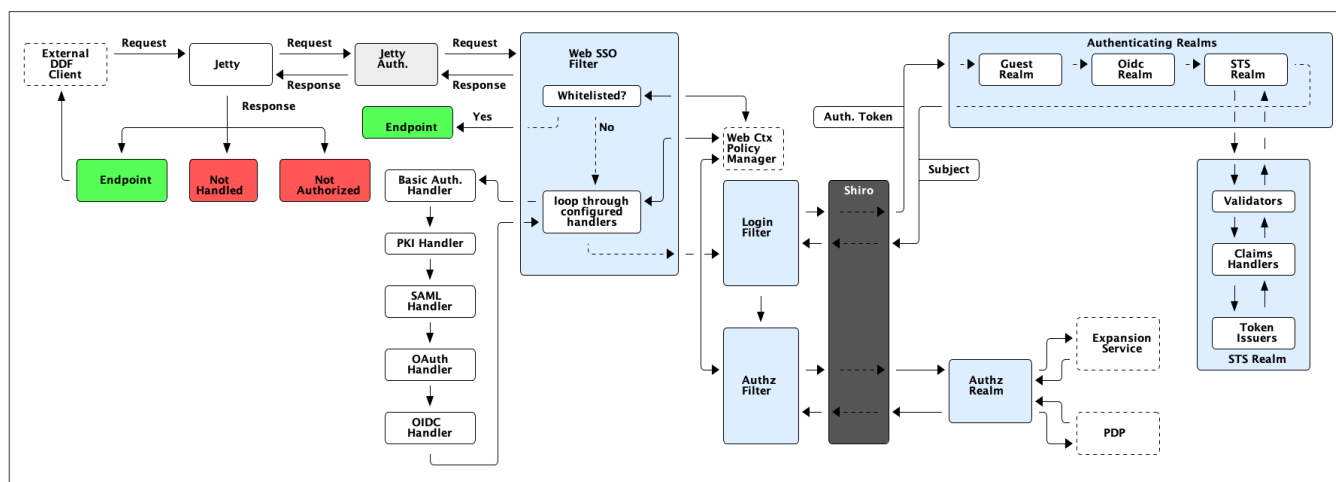 External
DDF
Client
Request
Jetty
Request
Response
Jetty
Auth.
Request
Response
Response
Endpoint
Not
Handled
Not
Authorized
Web SSO
Filter
Whitelisted?
Yes
Endpoint
No
loop through
configured
handlers
Basic Auth.
Handler
PKI Handler
SAML
Handler
OAuth
Handler
OIDC
Handler
Web Ctx
Policy
Manager
Login
Filter
Authz
Filter
Shiro
Auth. Token
Subject
Authenticating Realms
Guest
Realm
Oidc
Realm
STS
Realm
Validators
Claims
Handlers
Token
Issuers
STS Realm
Authz
Realm
Expansion
Service
PDP